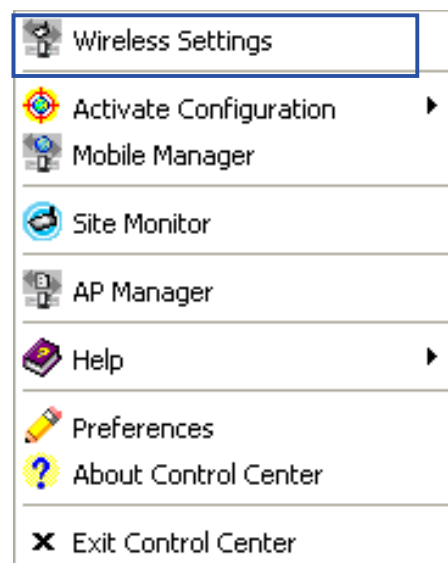 Wireless Settings
Activate Configuration
Mobile Manager
Site Monitor
AP Manager
Help
Preferences
About Control Center
Exit Control Center